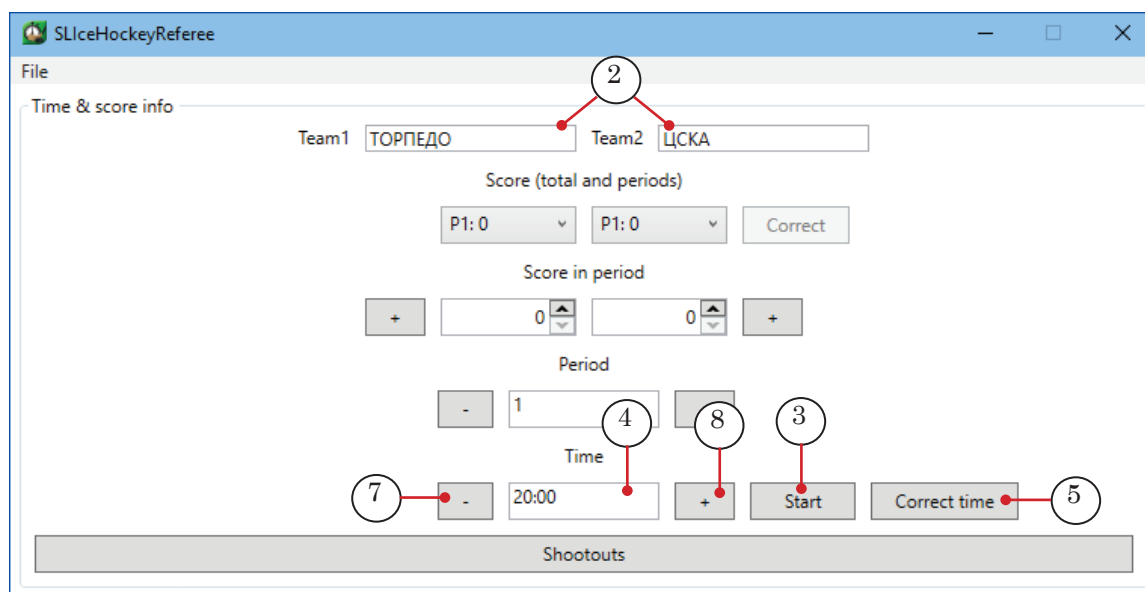 SLIceHockeyReferee
File
2
Time & score info
Team1 ТОРПЕДО Team2 ЦСКА
Score (total and periods)
P1: 0 P1: 0 Correct
Score in period
+ 0 0 +
Period
- 1
4 8 3
Time
7 - 20:00 + Start Correct time 5
Shootouts